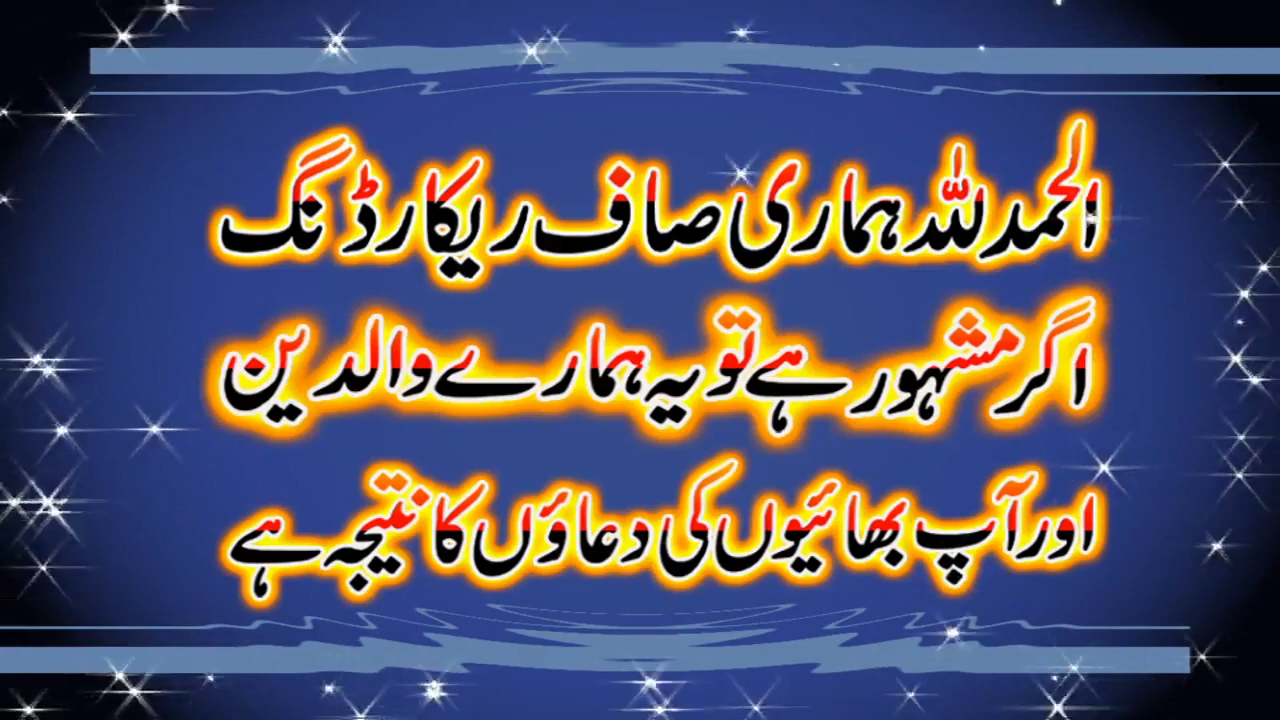 الحمدللہ ہماری صاف ریکارڈنگ
اگر مشہور ہے تو یہ ہمارے والدین
اور آپ بھائیوں کی دعاؤں کا نتیجہ ہے